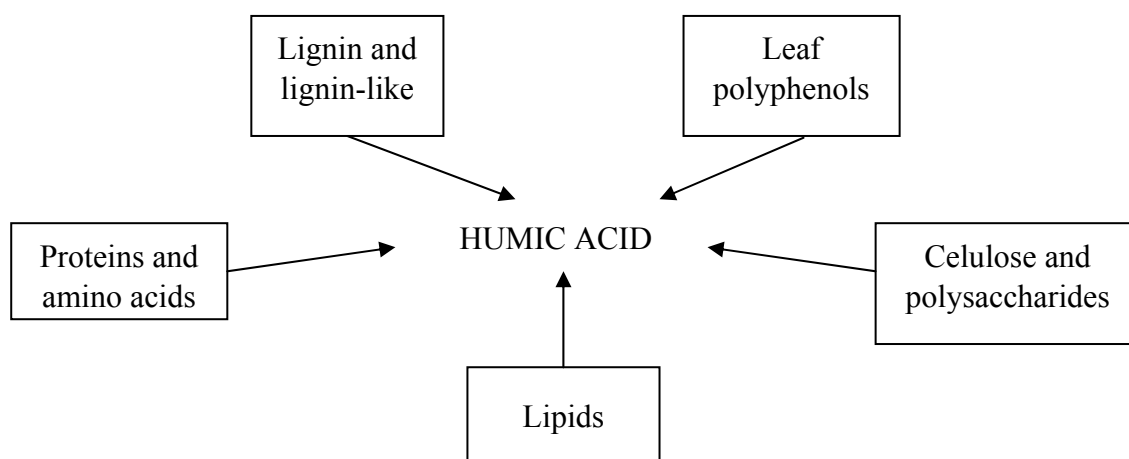 Lignin and
lignin-like
Leaf
polyphenols
Proteins and
amino acids
HUMIC ACID
Celulose and
polysaccharides
Lipids